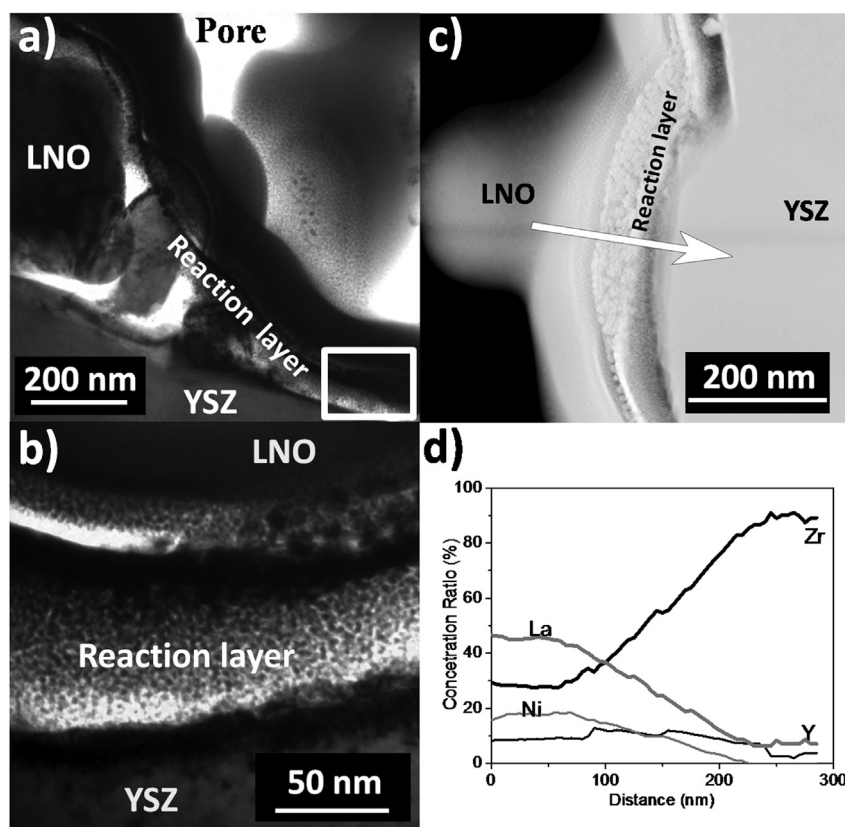 a)
Pore
LNO
Reaction layer
200 nm
YSZ
b)
LNO
Reaction layer
50 nm
YSZ
c)
LNO
Reaction layer
YSZ
200 nm
d)
100
80
60
40
20
0
Concetration Ratio (%)
Zr
La
Ni
Y
0 100 200 300
Distance (nm)